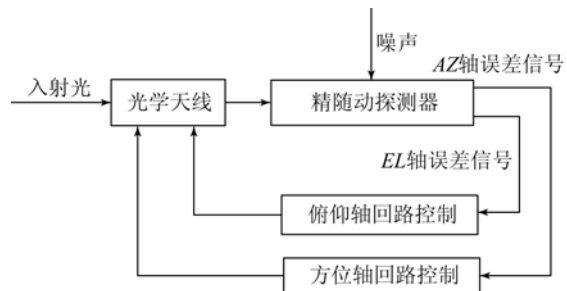 噪声
AZ轴误差信号
入射光
光学天线
精随动探测器
EL轴误差信号
俯仰轴回路控制
方位轴回路控制